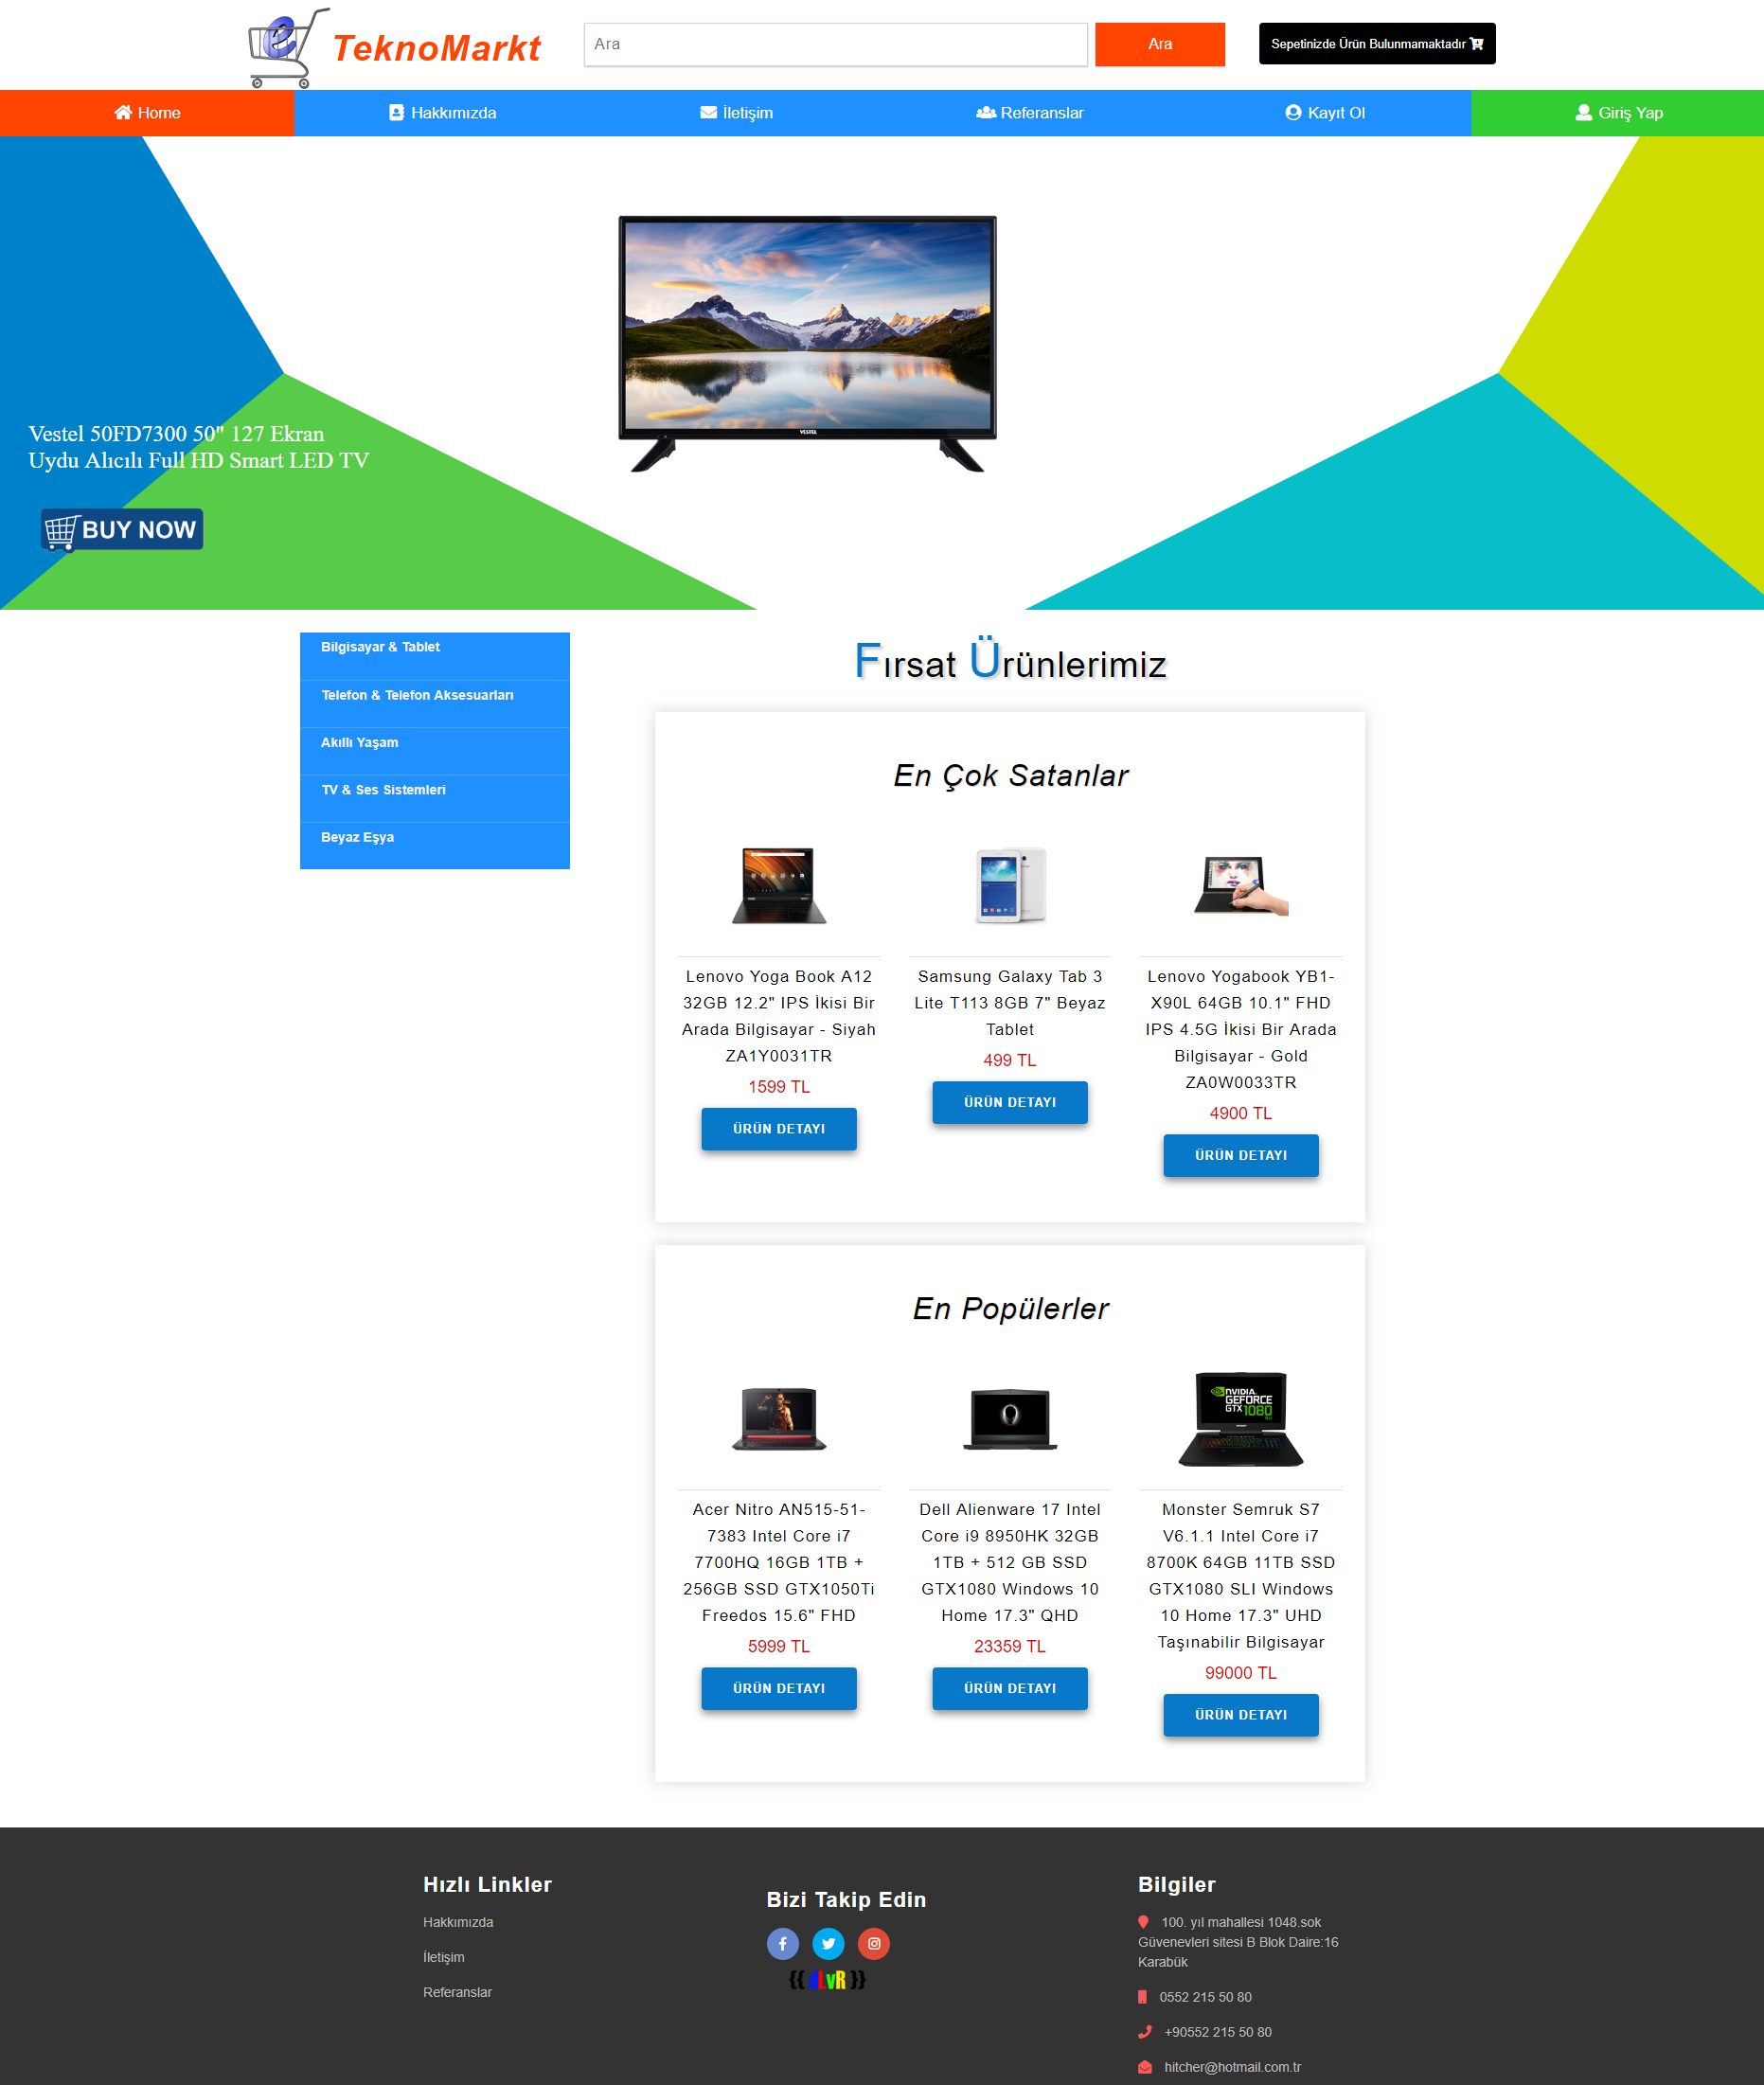 TeknoMarkt
Ara
Ara
Sepetinizde Ürün Bulunmamaktadır
Home
Hakkımızda
İletişim
Referanslar
Kayıt Ol
Giriş Yap
VESTEL
Vestel 50FD7300 50" 127 Ekran
Uydu Alıcılı Full HD Smart LED TV
BUY NOW
Bilgisayar & Tablet
Telefon & Telefon Aksesuarları
Akıllı Yaşam
TV & Ses Sistemleri
Beyaz Eşya
Fırsat Ürünlerimiz
En Çok Satanlar
Lenovo Yoga Book A12
32GB 12.2" IPS İkisi Bir
Arada Bilgisayar - Siyah
ZA1Y0031TR
1599 TL
ÜRÜN DETAYI
Samsung Galaxy Tab 3
Lite T113 8GB 7" Beyaz
Tablet
499 TL
ÜRÜN DETAYI
Lenovo Yogabook YB1-
X90L 64GB 10.1" FHD
IPS 4.5G İkisi Bir Arada
Bilgisayar - Gold
ZA0W0033TR
4900 TL
ÜRÜN DETAYI
En Popülerler
Acer Nitro AN515-51-
7383 Intel Core i7
7700HQ 16GB 1TB +
256GB SSD GTX1050Ti
Freedos 15.6" FHD
5999 TL
ÜRÜN DETAYI
Dell Alienware 17 Intel
Core i9 8950HK 32GB
1TB + 512 GB SSD
GTX1080 Windows 10
Home 17.3" QHD
23359 TL
ÜRÜN DETAYI
NVIDIA.
GEFORCE
GTX 1080
Monster Semruk S7
V6.1.1 Intel Core i7
8700K 64GB 11TB SSD
GTX1080 SLI Windows
10 Home 17.3" UHD
Taşınabilir Bilgisayar
99000 TL
ÜRÜN DETAYI
Hızlı Linkler
Hakkımızda
İletişim
Referanslar
Bizi Takip Edin
{{ LvR }}
Bilgiler
100. yıl mahallesi 1048.sok
Güvenevleri sitesi B Blok Daire:16
Karabük
0552 215 50 80
+90552 215 50 80
hitcher@hotmail.com.tr